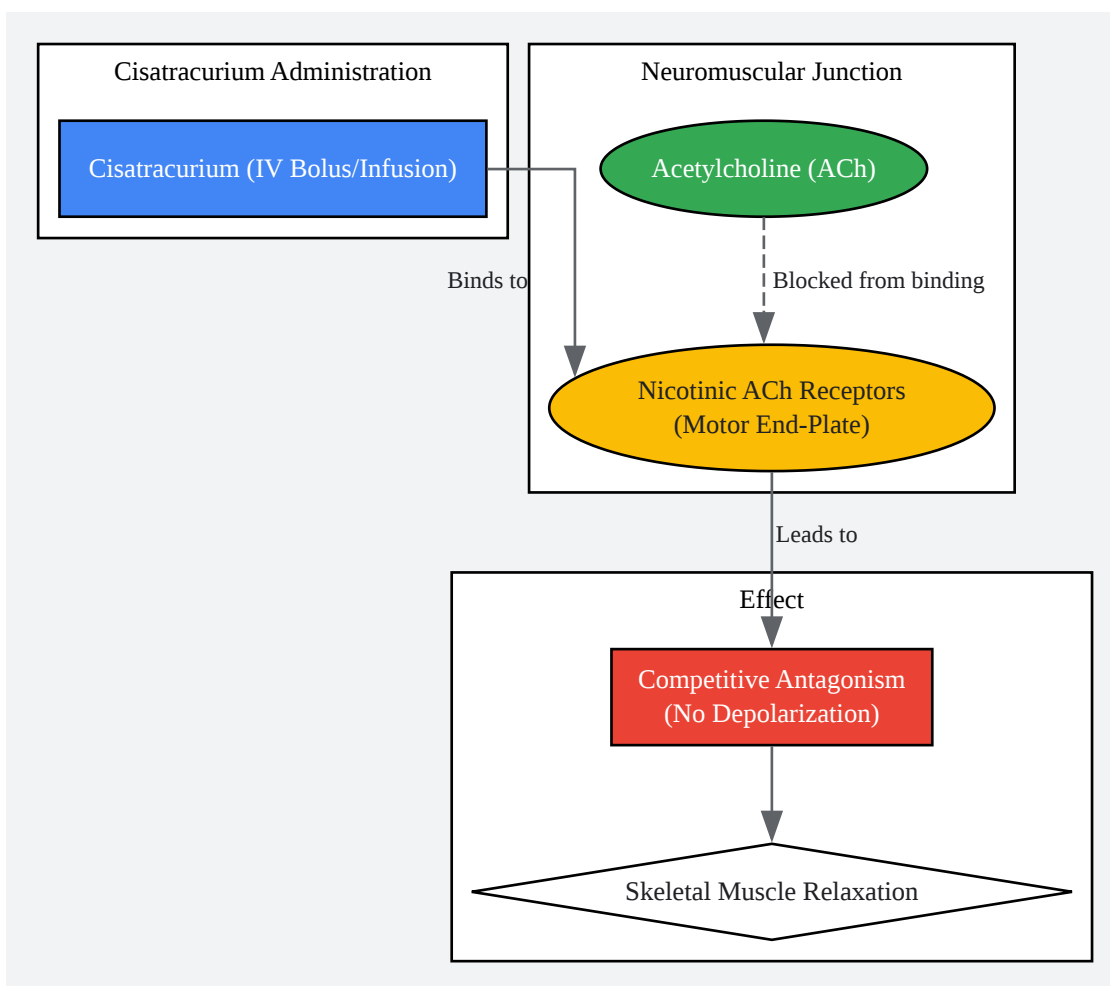 Cisatracurium Administration
Neuromuscular Junction
Cisatracurium (IV Bolus/Infusion)
Acetylcholine (ACh)
Binds to
Blocked from binding
Nicotinic ACh Receptors
(Motor End-Plate)
Leads to
Effect
Competitive Antagonism
(No Depolarization)
Skeletal Muscle Relaxation